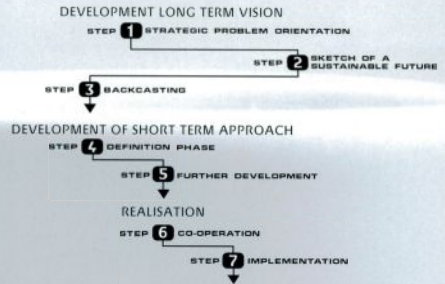 DEVELOPMENT LONG TERM VISION
STEP 1 STRATEGIC PROBLEM ORIENTATION
STEP 2 SKETCH OF A
SUSTAINABLE FUTURE
STEP 3 BACKCASTING
DEVELOPMENT OF SHORT TERM APPROACH
STEP 4 DEFINITION PHASE
STEP 5 FURTHER DEVELOPMENT
REALISATION
STEP 6 CO-OPERATION
STEP 7 IMPLEMENTATION